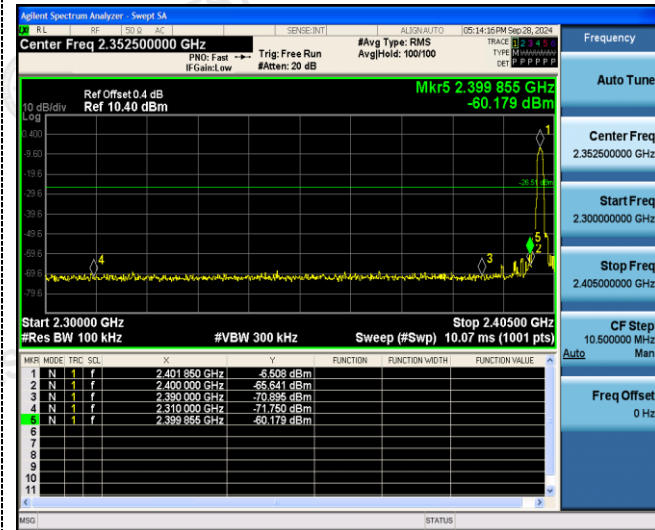 Agilent Spectrum Analyzer - Swept SA
RL RF 50 Ω AC SENSE:INT ALIGNAUTO 05:14:16 PM Sep 28, 2024
Center Freq 2.352500000 GHz
PNO: Fast
IFGain:Low
Trig: Free Run
#Atten: 20 dB
#Avg Type: RMS
Avg|Hold: 100/100
TRACE 1 2 3 4 5 6
TYPE M
DET P P P P P P
Ref Offset 0.4 dB
10 dB/div Ref 10.40 dBm
Log
Mkr5 2.399 855 GHz
-60.179 dBm
0.400
-9.60
-19.6
-29.6
-39.6
-49.6
-59.6
-69.6
-79.6
1
-26.51 dBm
5
2
3
4
Start 2.30000 GHz Stop 2.40500 GHz
#Res BW 100 kHz #VBW 300 kHz Sweep (#Swp) 10.07 ms (1001 pts)
MKR MODE TRC SCL X Y FUNCTION FUNCTION WIDTH FUNCTION VALUE
1 N 1 f 2.401 850 GHz -6.508 dBm
2 N 1 f 2.400 000 GHz -65.641 dBm
3 N 1 f 2.390 000 GHz -70.895 dBm
4 N 1 f 2.310 000 GHz -71.750 dBm
5 N 1 f 2.399 855 GHz -60.179 dBm
6
7
8
9
10
11
MSG STATUS
Frequency
Auto Tune
Center Freq
2.352500000 GHz
Start Freq
2.300000000 GHz
Stop Freq
2.405000000 GHz
CF Step
10.500000 MHz
Auto Man
Freq Offset
0 Hz